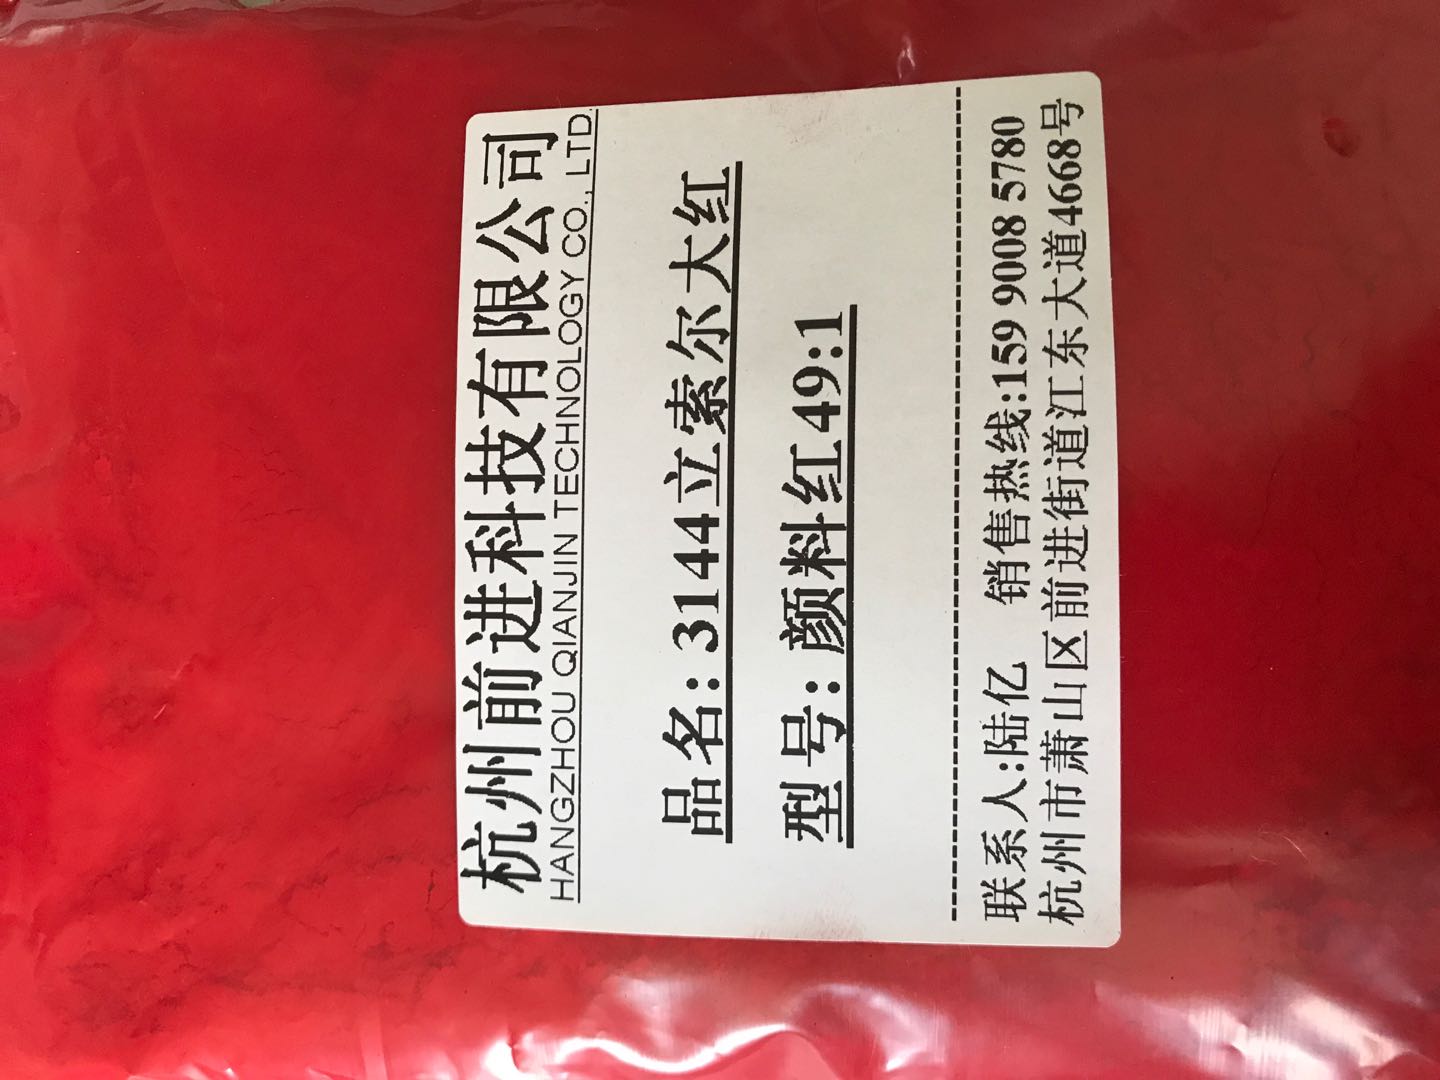 杭州前进科技有限公司
HANGZHOU QIANJIN TECHNOLOGY CO., LTD.
品名: 3144立索尔大红
型号: 颜料红49:1
联系人:陆亿 销售热线:159 9008 5780
杭州市萧山区前进街道江东大道4668号